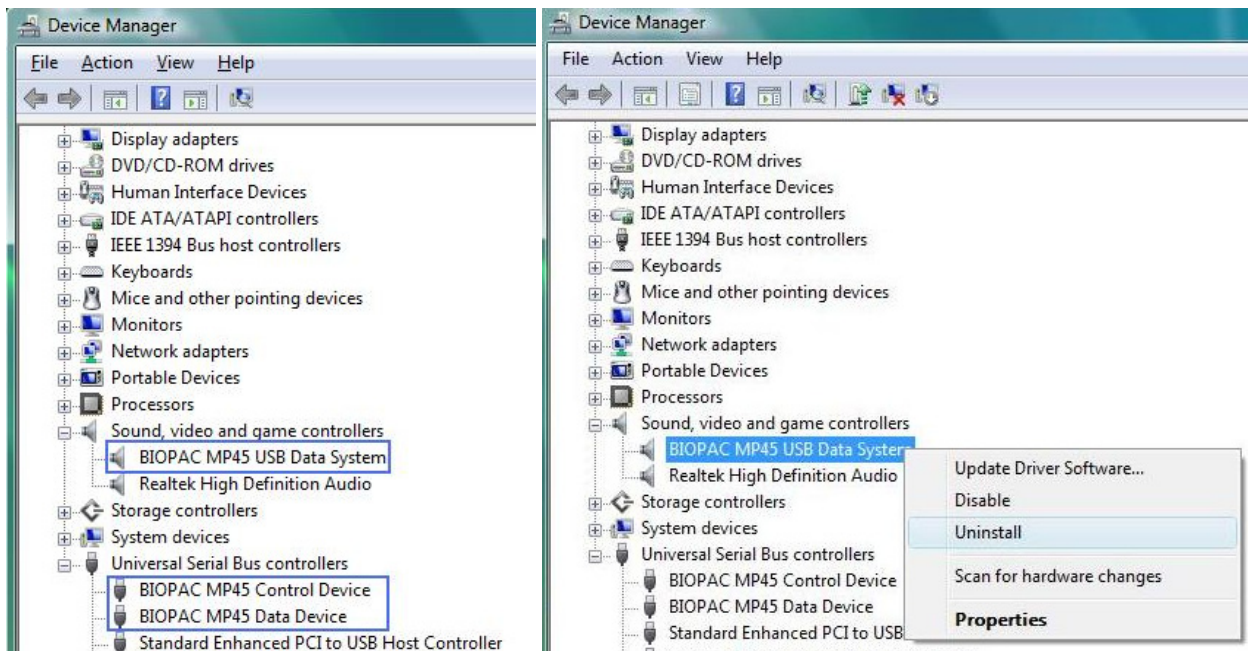 Device Manager
File Action View Help
Display adapters
DVD/CD-ROM drives
Human Interface Devices
IDE ATA/ATAPI controllers
IEEE 1394 Bus host controllers
Keyboards
Mice and other pointing devices
Monitors
Network adapters
Portable Devices
Processors
Sound, video and game controllers
BIOPAC MP45 USB Data System
Realtek High Definition Audio
Storage controllers
System devices
Universal Serial Bus controllers
BIOPAC MP45 Control Device
BIOPAC MP45 Data Device
Standard Enhanced PCI to USB Host Controller
Device Manager
File Action View Help
Display adapters
DVD/CD-ROM drives
Human Interface Devices
IDE ATA/ATAPI controllers
IEEE 1394 Bus host controllers
Keyboards
Mice and other pointing devices
Monitors
Network adapters
Portable Devices
Processors
Sound, video and game controllers
BIOPAC MP45 USB Data System
Realtek High Definition Audio
Storage controllers
System devices
Universal Serial Bus controllers
BIOPAC MP45 Control Device
BIOPAC MP45 Data Device
Standard Enhanced PCI to USB
Update Driver Software...
Disable
Uninstall
Scan for hardware changes
Properties